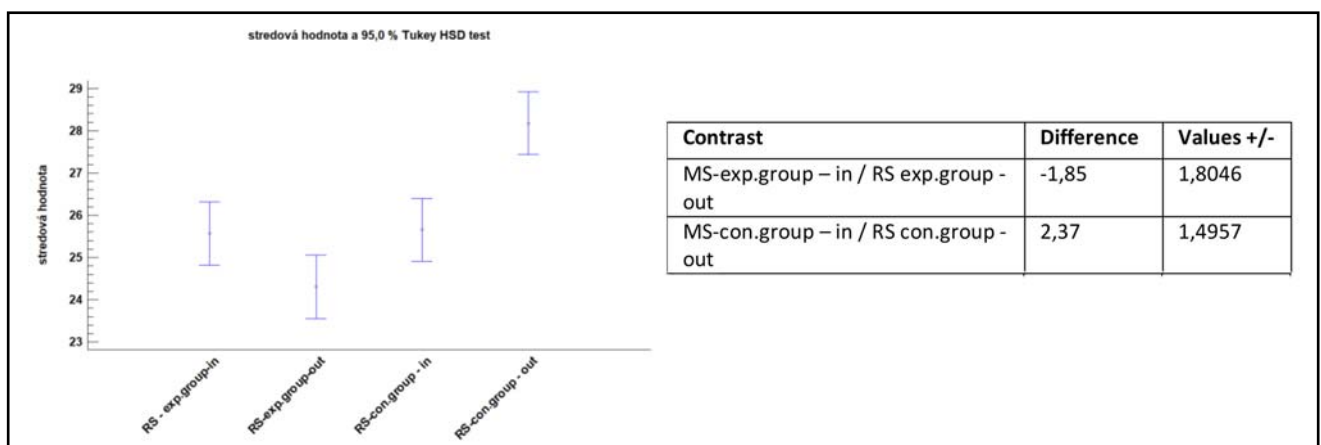 stredová hodnota a 95,0 % Tukey HSD test
29
28
27
26
25
24
23
stredová hodnota
RS - exp.group-in
RS-exp.group-out
RS-con.group - in
RS-con.group - out
Contrast Difference Values +/-
MS-exp.group – in / RS exp.group - -1,85 1,8046
out
MS-con.group – in / RS con.group - 2,37 1,4957
out